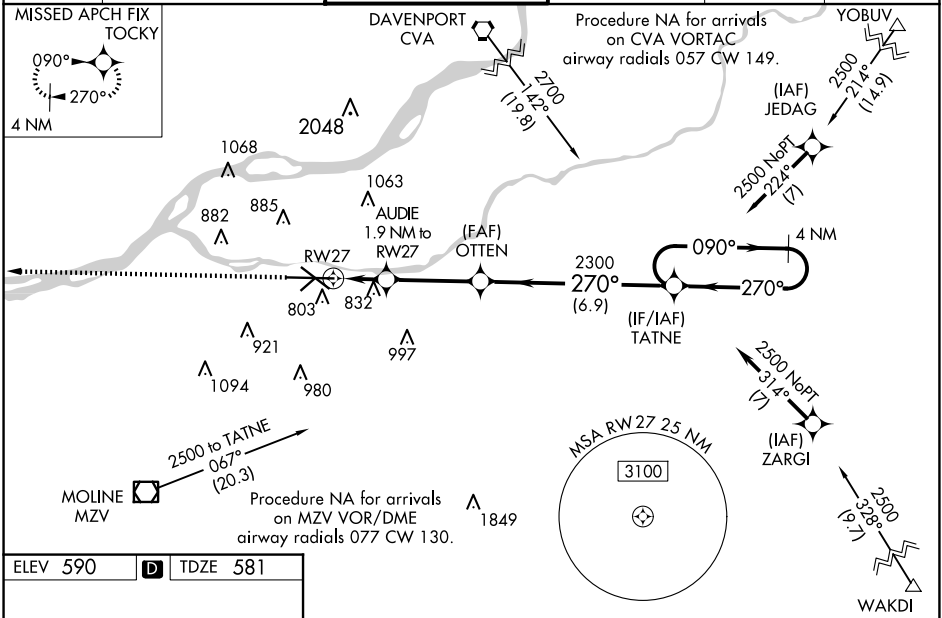 MISSED APCH FIX
TOCKY
090°
270°
4 NM
DAVENPORT
CVA
2700
142°
(19.8)
Procedure NA for arrivals
on CVA VORTAC
airway radials 057 CW 149.
YOBUV
2500
214°
(14.9)
(IAF)
JEDAG
2500 NoPT
224°
(7)
2048
1068
1063
882
885
AUDIE
1.9 NM to
RW27
(FAF)
OTTEN
RW27
090°
4 NM
2300
270°
(6.9)
270°
(IF/IAF)
TATNE
803
832
921
997
1094
980
2500 NoPT
314°
(7)
(IAF)
ZARGI
2500 to TATNE
067°
(20.3)
MOLINE
MZV
Procedure NA for arrivals
on MZV VOR/DME
airway radials 077 CW 130.
1849
MSA RW27 25 NM
3100
2500
328°
(9.7)
WAKDI
ELEV 590 D TDZE 581